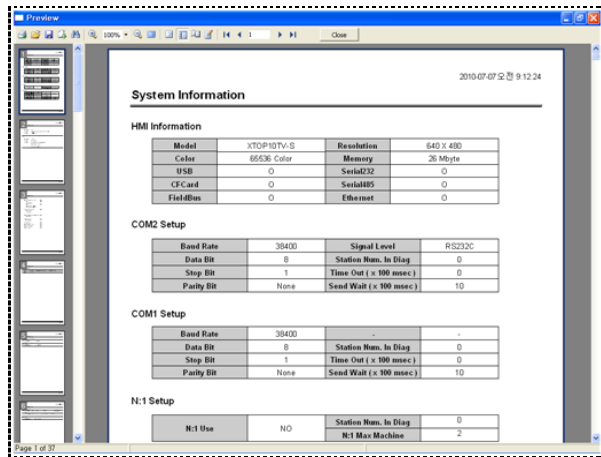 Preview
100%
1
Close
2010-07-07 오전 9:12:24
System Information
HMI Information
Model XTOP10TV-S Resolution 640 X 480
Color 65536 Color Memory 26 Mbyte
USB O Serial232 O
CFCard O Serial485 O
FieldBus O Ethernet O
COM2 Setup
Baud Rate 38400 Signal Level RS232C
Data Bit 8 Station Num. In Diag 0
Stop Bit 1 Time Out ( x 100 msec ) 0
Parity Bit None Send Wait ( x 100 msec ) 10
COM1 Setup
Baud Rate 38400 - -
Data Bit 8 Station Num. In Diag 0
Stop Bit 1 Time Out ( x 100 msec ) 0
Parity Bit None Send Wait ( x 100 msec ) 10
N:1 Setup
N:1 Use NO Station Num. In Diag 0
N:1 Max Machine 2
Page 1 of 37